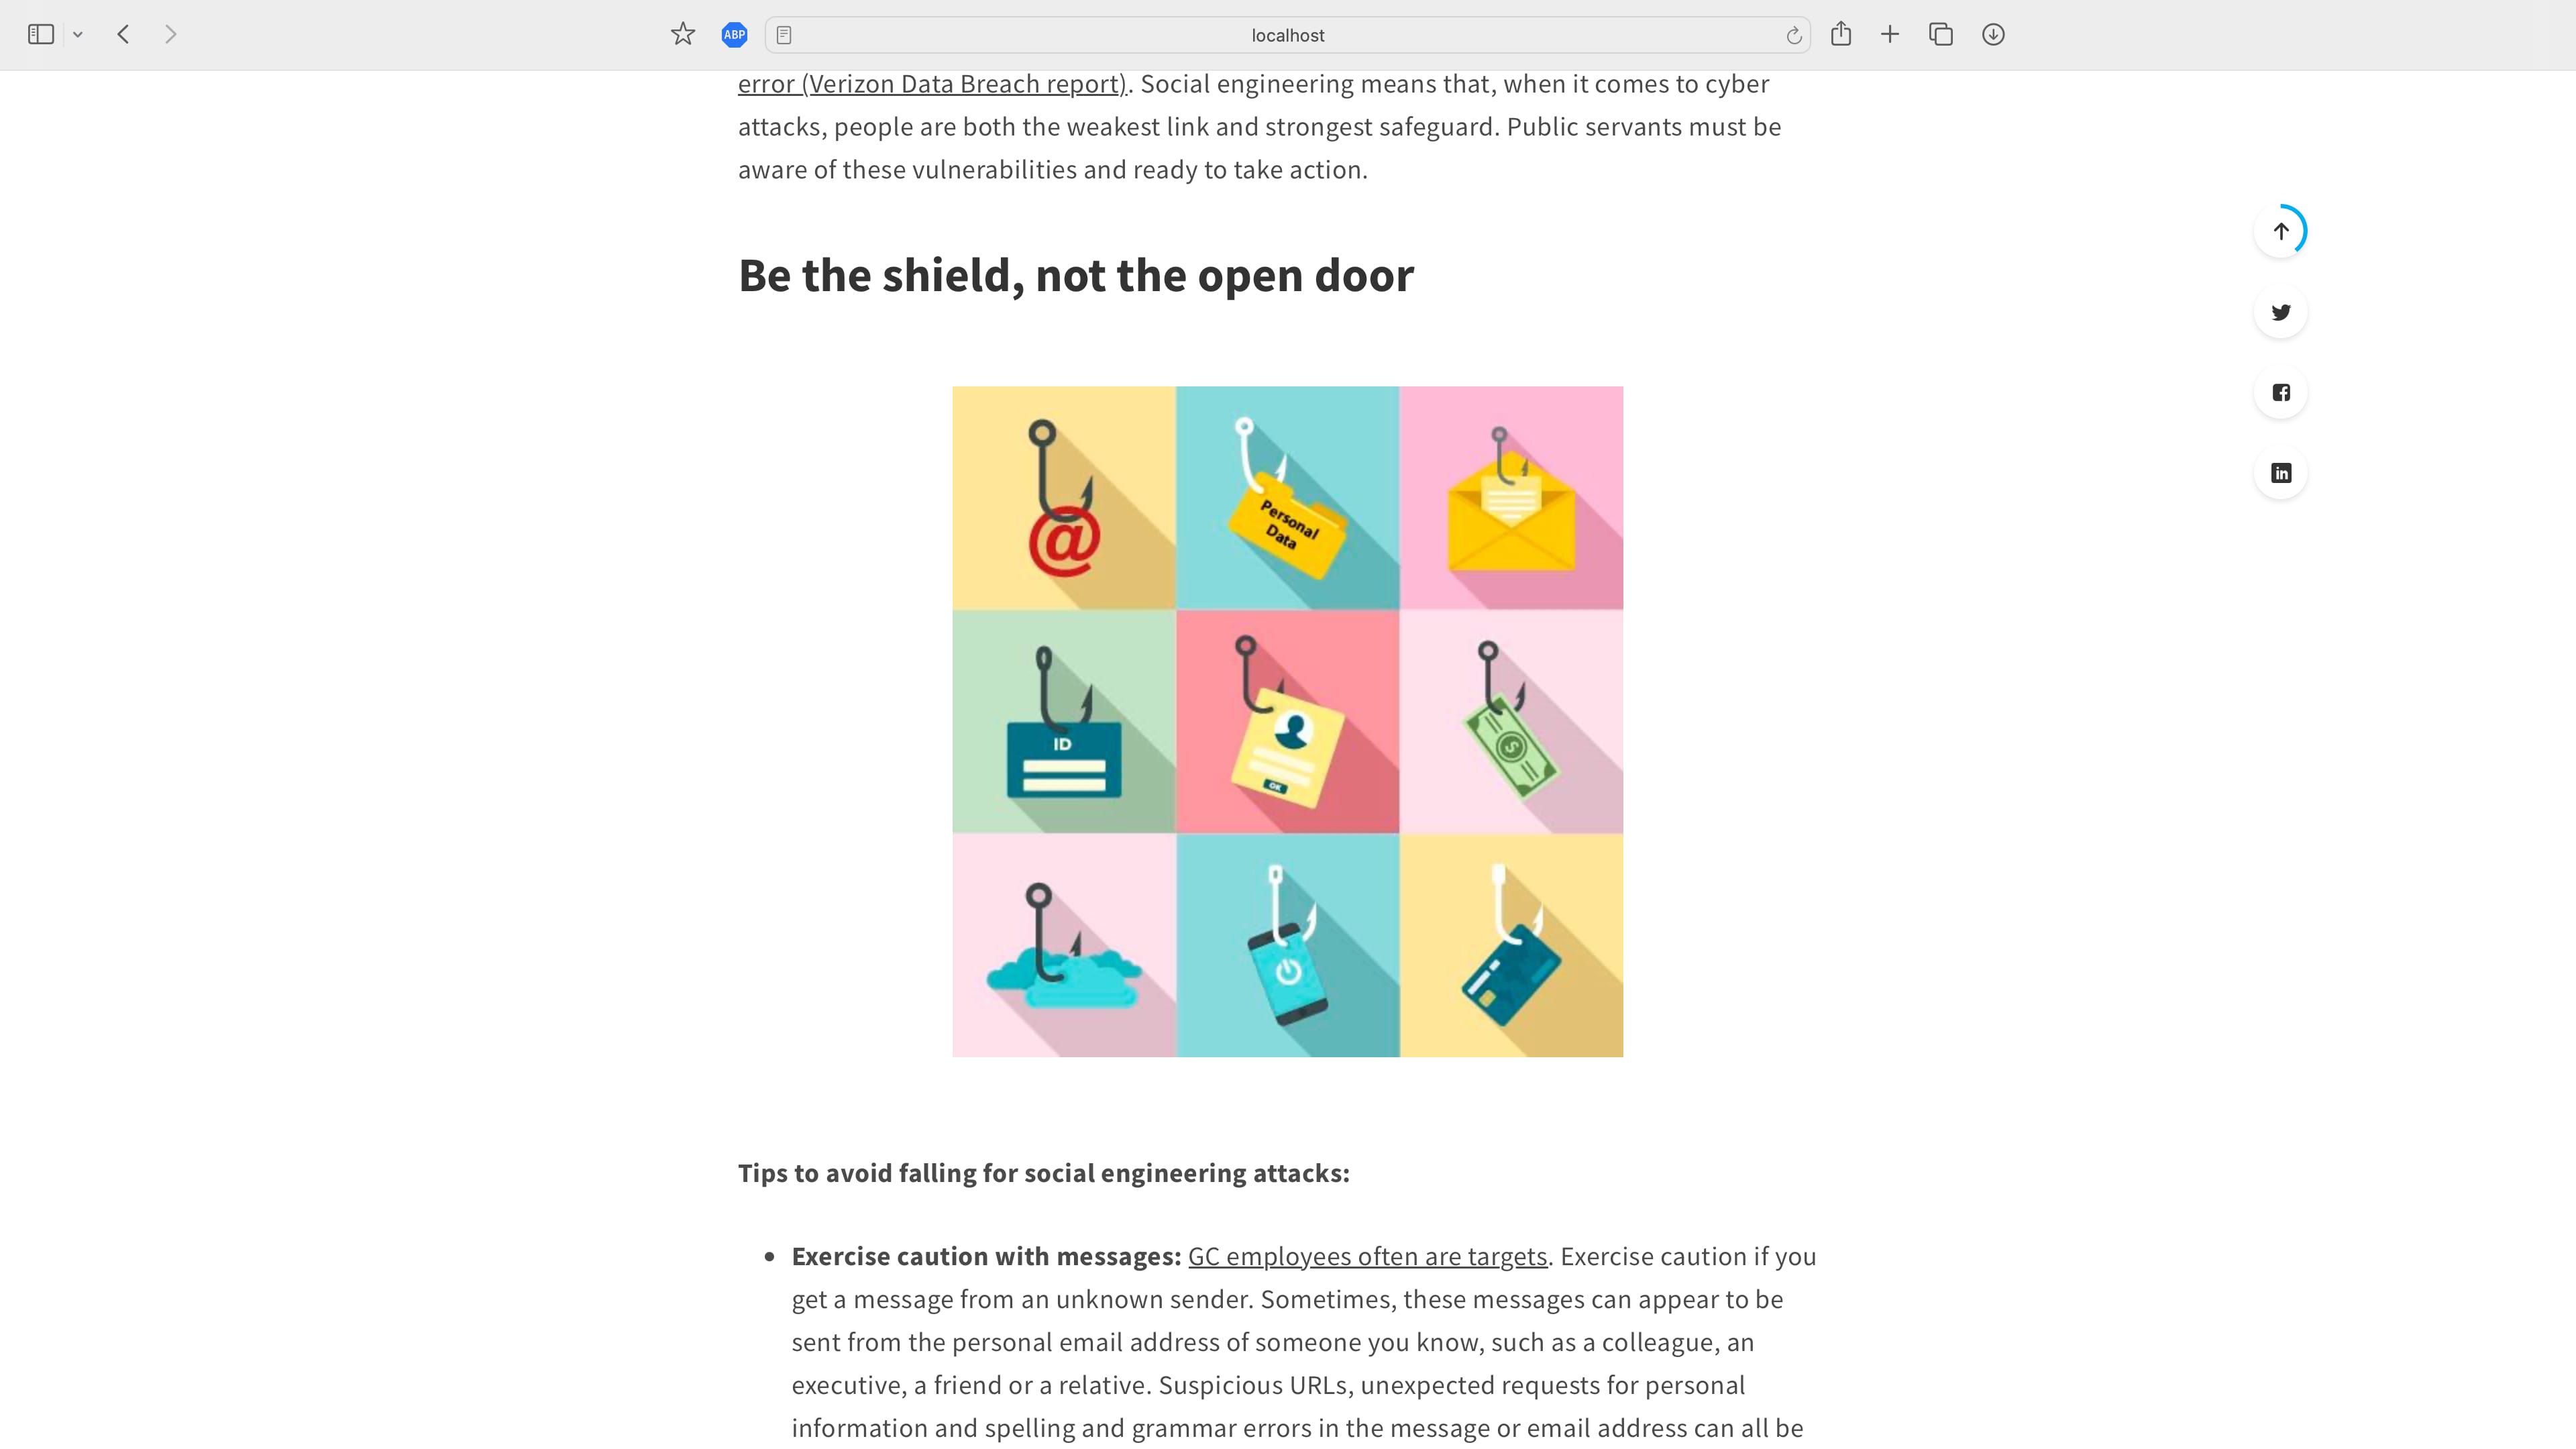 ABP
localhost
error (Verizon Data Breach report). Social engineering means that, when it comes to cyber
attacks, people are both the weakest link and strongest safeguard. Public servants must be
aware of these vulnerabilities and ready to take action.
Be the shield, not the open door
@
Personal
Data
ID
OK
$
in
Tips to avoid falling for social engineering attacks:
• Exercise caution with messages: GC employees often are targets. Exercise caution if you
get a message from an unknown sender. Sometimes, these messages can appear to be
sent from the personal email address of someone you know, such as a colleague, an
executive, a friend or a relative. Suspicious URLs, unexpected requests for personal
information and spelling and grammar errors in the message or email address can all be